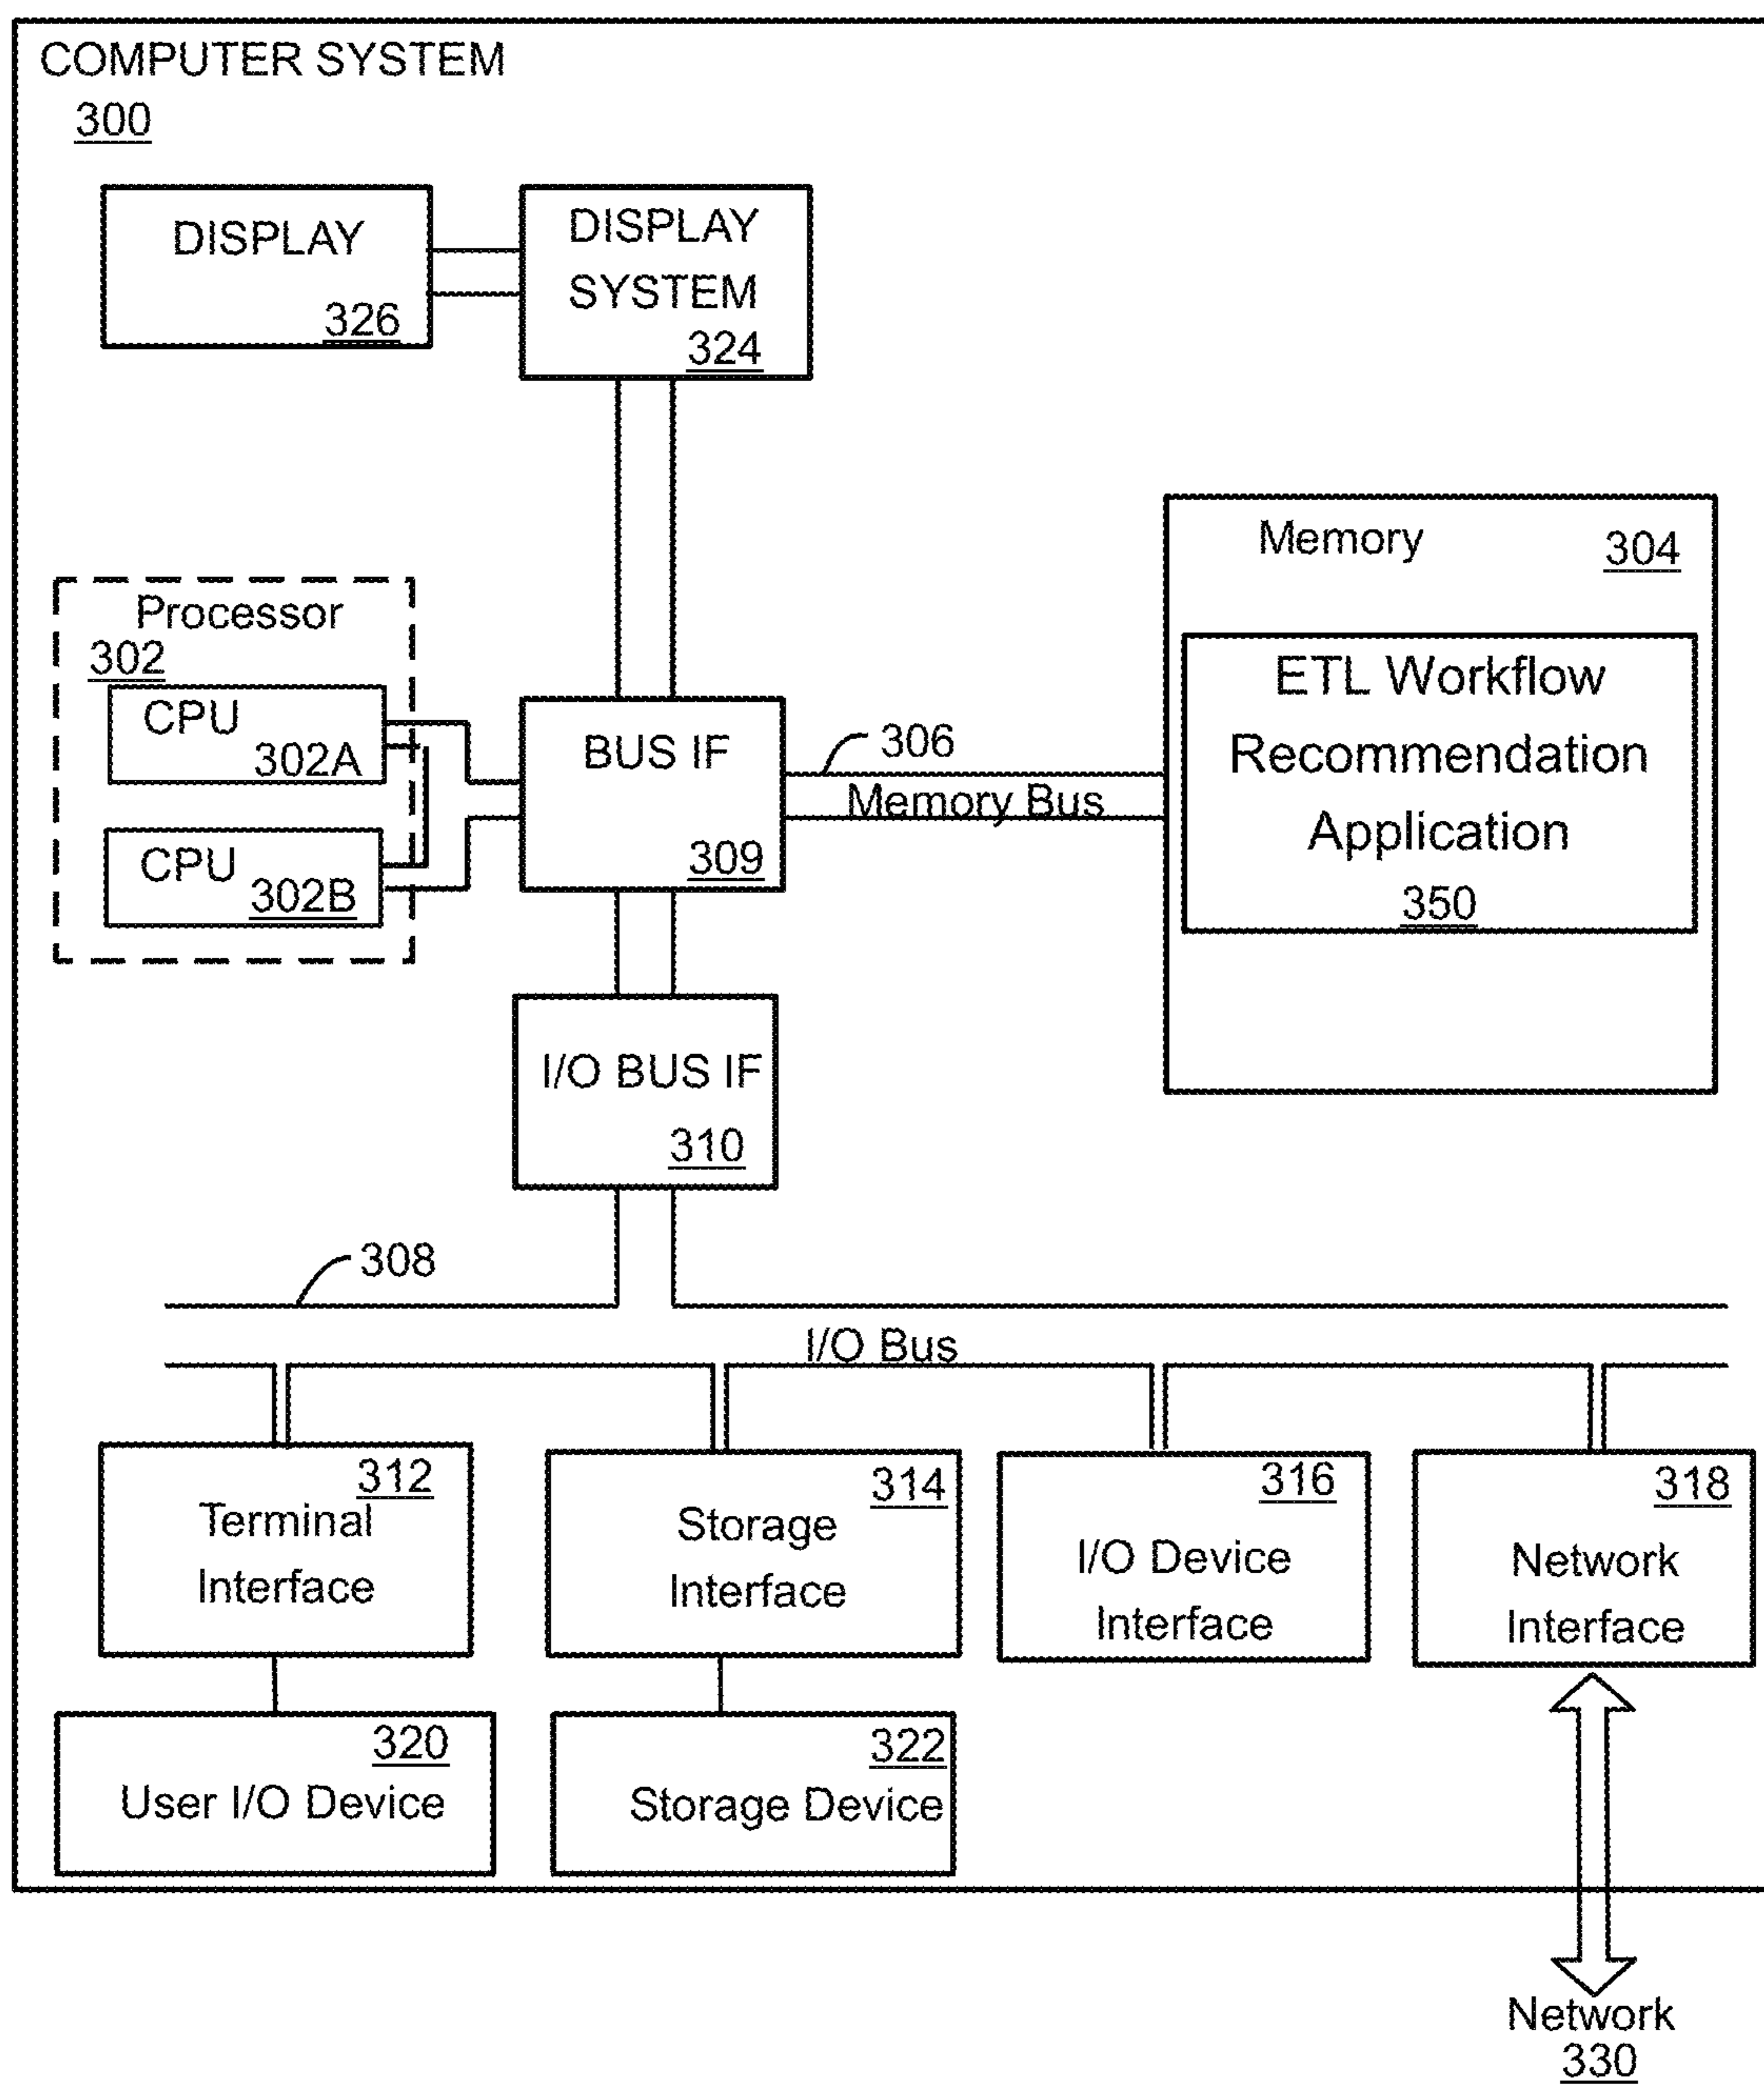 COMPUTER SYSTEM
300
DISPLAY
326
DISPLAY
SYSTEM
324
Processor
302
CPU
302A
CPU
302B
BUS IF
309
306
Memory Bus
Memory 304
ETL Workflow
Recommendation
Application
350
I/O BUS IF
310
308
I/O Bus
312
Terminal
Interface
314
Storage
Interface
316
I/O Device
Interface
318
Network
Interface
320
User I/O Device
322
Storage Device
Network
330